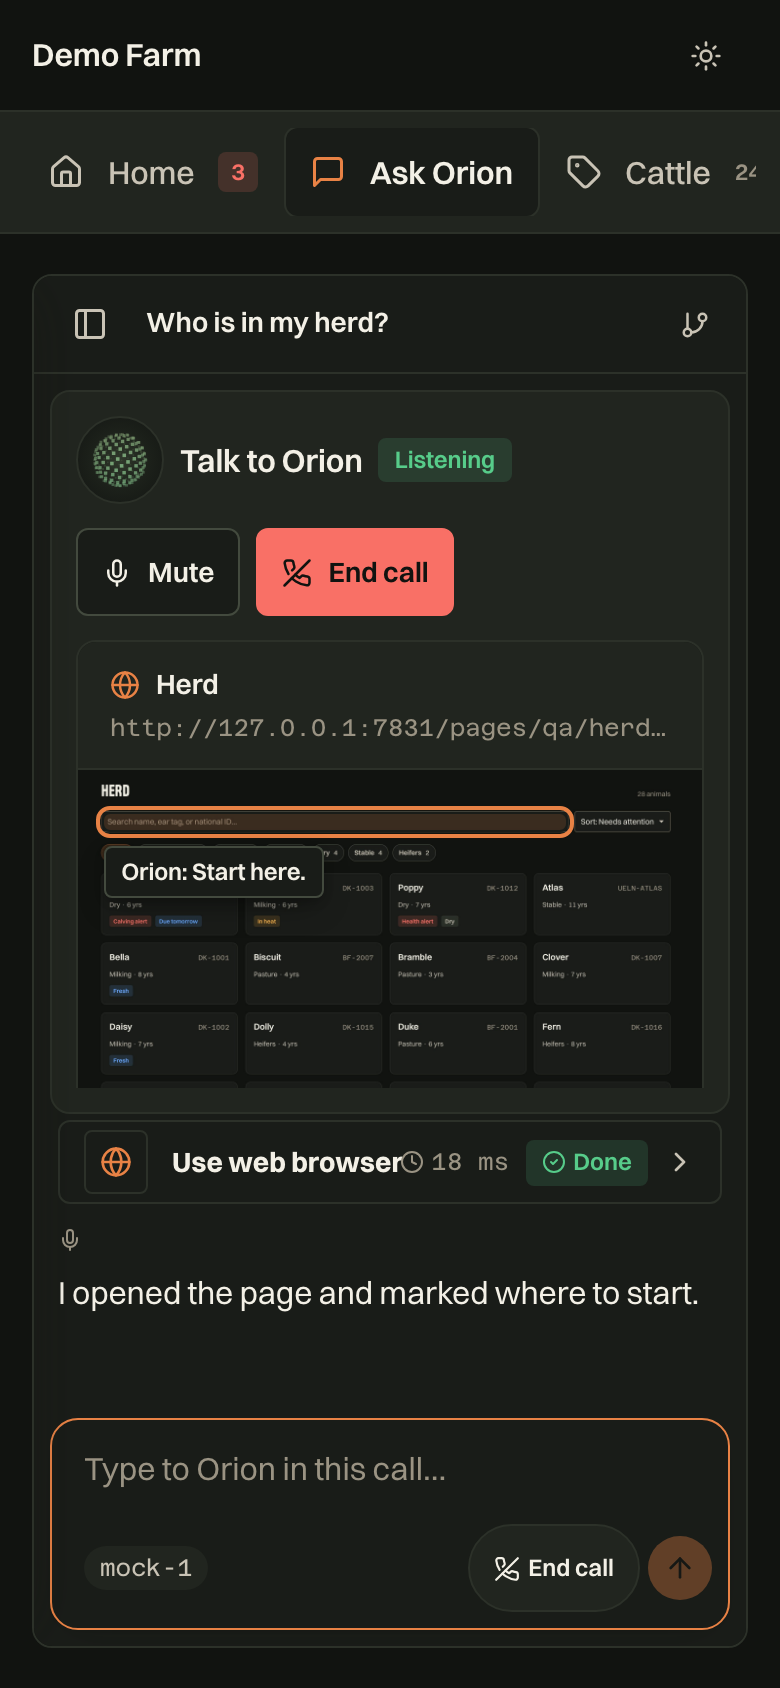 Demo Farm
Home 3 Ask Orion Cattle
Who is in my herd?
Talk to Orion Listening
Mute End call
Herd
http://127.0.0.1:7831/pages/qa/herd…
HERD 28 animals
Search name, ear tag, or national ID... Sort: Needs attention
Stable 4 Heifers 2
Orion: Start here.
DK-1003 Poppy DK-1012 Atlas UELN-ATLAS
Dry · 6 yrs Milking · 6 yrs Dry · 7 yrs Stable · 11 yrs
Calving alert Due tomorrow In heat Health alert Dry
Bella DK-1001 Biscuit BF-2007 Bramble BF-2004 Clover DK-1007
Milking · 8 yrs Pasture · 4 yrs Pasture · 3 yrs Milking · 7 yrs
Fresh
Daisy DK-1002 Dolly DK-1015 Duke BF-2001 Fern DK-1016
Milking · 7 yrs Heifers · 4 yrs Pasture · 6 yrs Heifers · 8 yrs
Fresh
Use web browser 18 ms Done
I opened the page and marked where to start.
Type to Orion in this call...
mock-1 End call